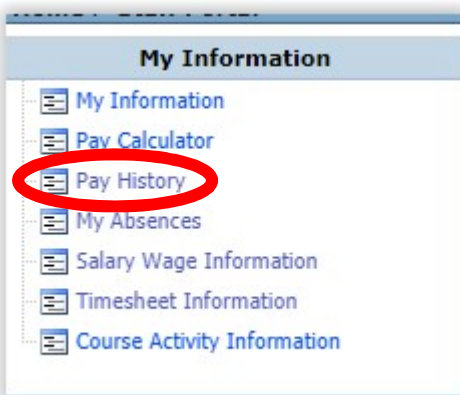 My Information
My Information
Pay Calculator
Pay History
My Absences
Salary Wage Information
Timesheet Information
Course Activity Information